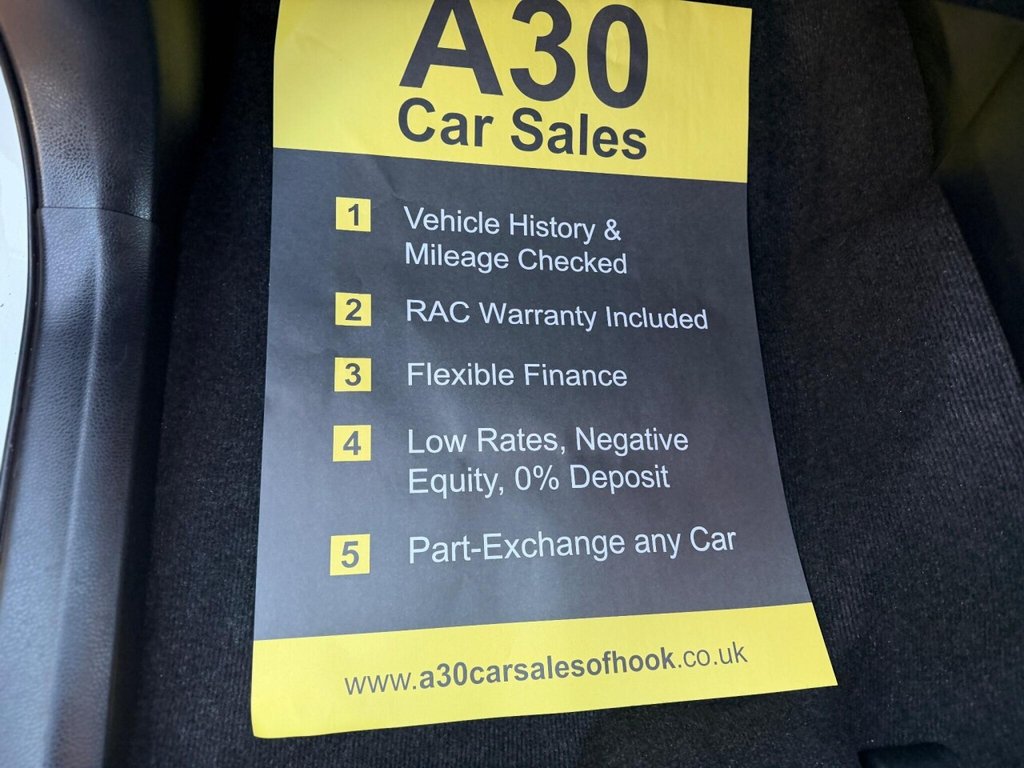 A30
Car Sales
1 Vehicle History &
Mileage Checked
2 RAC Warranty Included
3 Flexible Finance
4 Low Rates, Negative
Equity, 0% Deposit
5 Part-Exchange any Car
www.a30carsalesofhook.co.uk